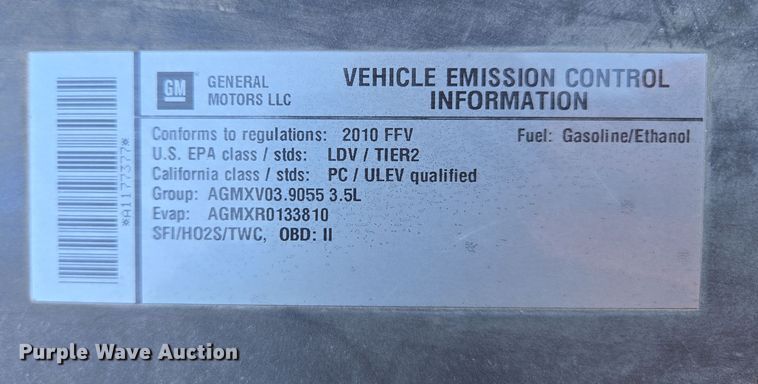 GM
GENERAL
MOTORS LLC
VEHICLE EMISSION CONTROL
INFORMATION
Conforms to regulations: 2010 FFV
Fuel: Gasoline/Ethanol
U.S. EPA class / stds: LDV / TIER2
California class / stds: PC / ULEV qualified
Group: AGMXV03.9055 3.5L
Evap: AGMXR0133810
SFI/HO2S/TWC, OBD: II
*A1177377*
Purple Wave Auction